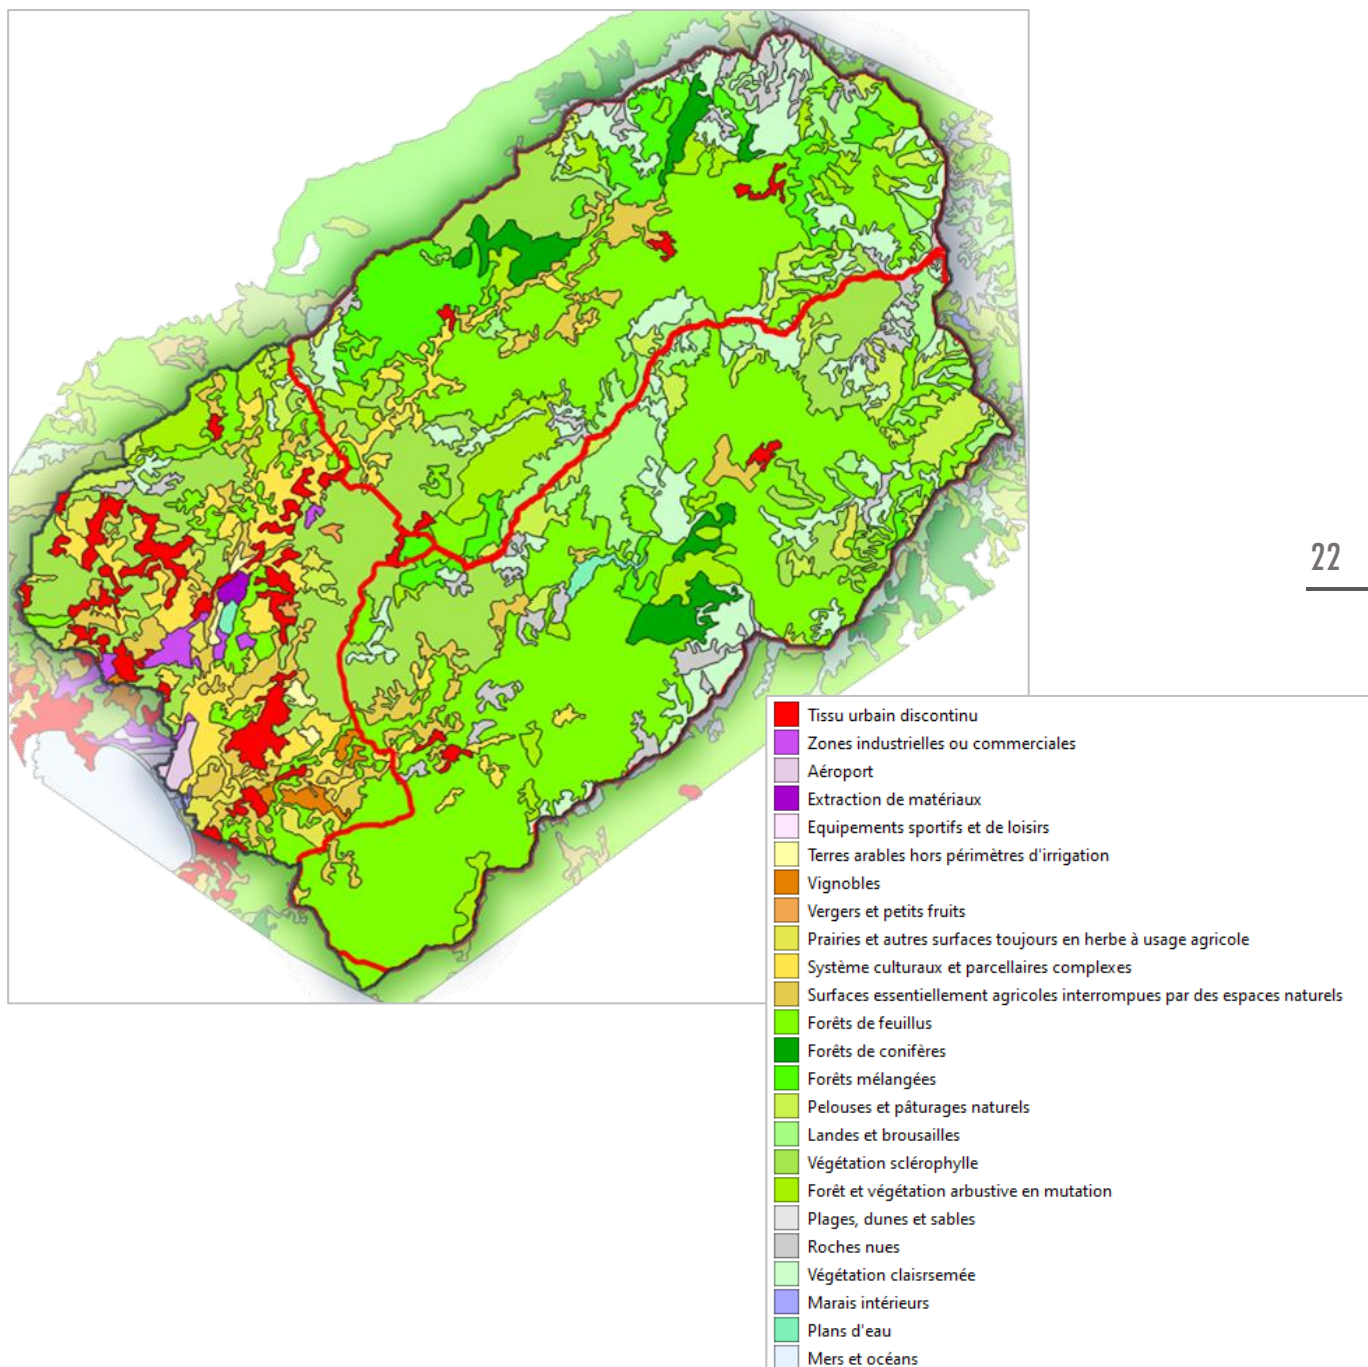 22
Tissu urbain discontinu
Zones industrielles ou commerciales
Aéroport
Extraction de matériaux
Equipements sportifs et de loisirs
Terres arables hors périmètres d'irrigation
Vignobles
Vergers et petits fruits
Prairies et autres surfaces toujours en herbe à usage agricole
Système culturaux et parcellaires complexes
Surfaces essentiellement agricoles interrompues par des espaces naturels
Forêts de feuillus
Forêts de conifères
Forêts mélangées
Pelouses et pâturages naturels
Landes et brousailles
Végétation sclérophylle
Forêt et végétation arbustive en mutation
Plages, dunes et sables
Roches nues
Végétation claisrsemée
Marais intérieurs
Plans d'eau
Mers et océans